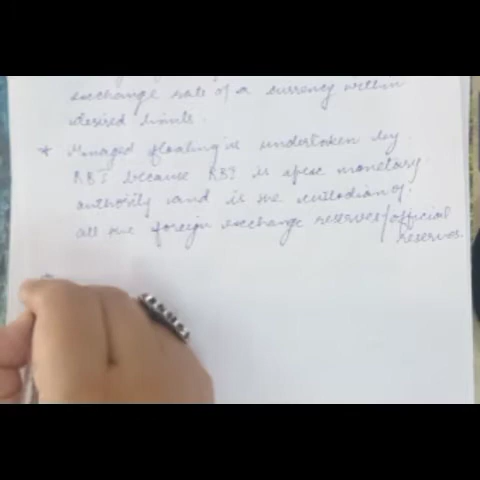 exchange rate of a currency within
desired limits.
* Managed floating is undertaken by
RBI because RBI is apex monetary
authority and is the custodian of
all the foreign exchange reserves/official
reserves